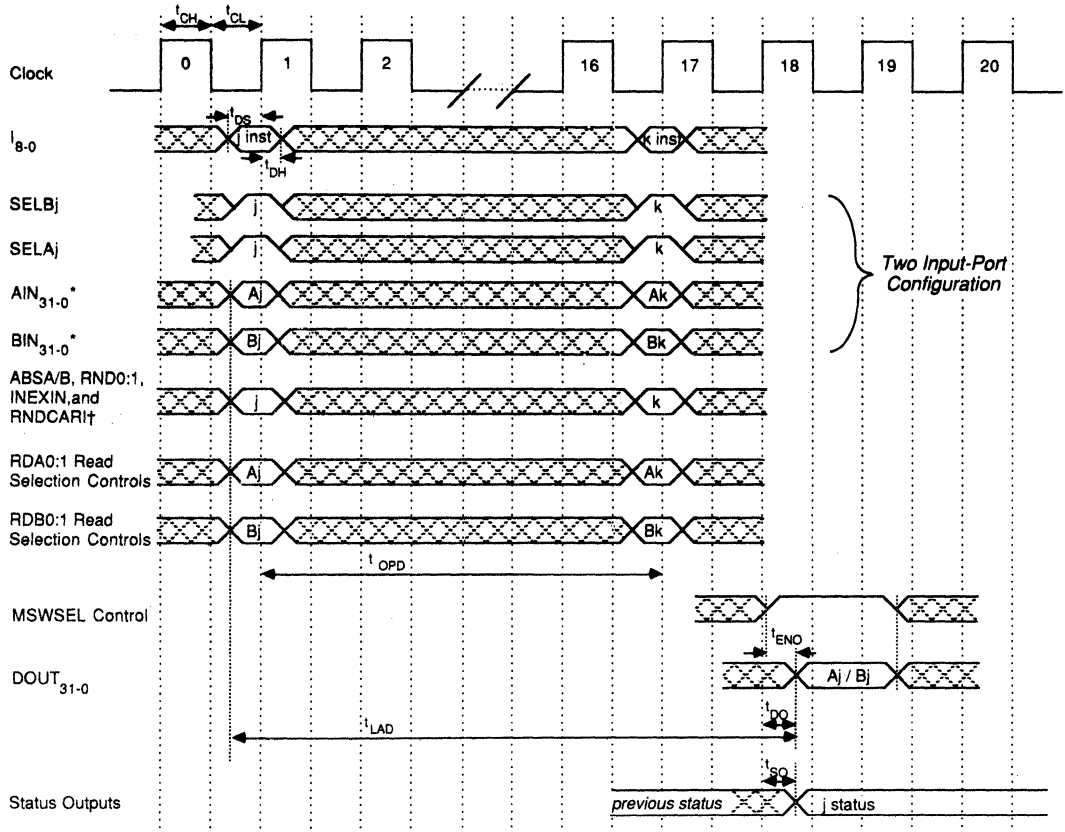 tCH tCL
Clock 0 1 2 16 17 18 19 20
tDS
I8-0 j inst k inst
tDH
SELBj j k
SELAj j k
Two Input-Port
Configuration
AIN31-0* Aj Ak
BIN31-0* Bj Bk
ABSA/B, RND0:1,
INEXIN,and
RNDCARI† j k
RDA0:1 Read
Selection Controls Aj Ak
RDB0:1 Read
Selection Controls Bj Bk
tOPD
MSWSEL Control
tENO
DOUT31-0 Aj / Bj
tDO
tLAD
tSO
Status Outputs previous status j status